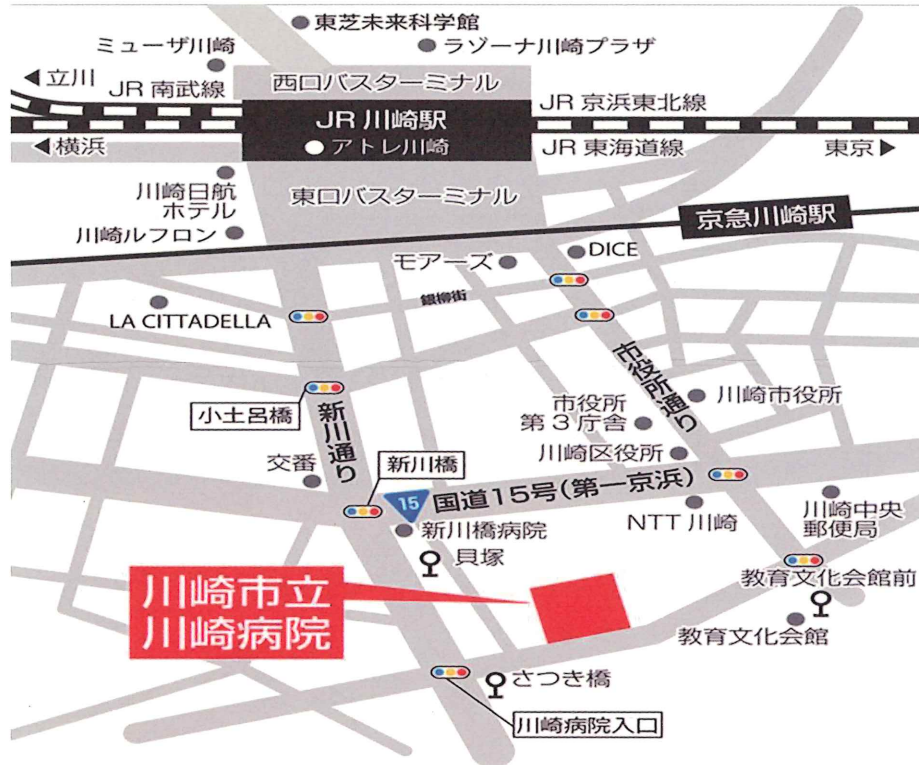 東芝未来科学館
ミューザ川崎
ラゾーナ川崎プラザ
◀立川
JR 南武線
西口バスターミナル
JR 京浜東北線
JR 川崎駅
アトレ川崎
◀横浜
JR 東海道線
東京▶
川崎日航
ホテル
東口バスターミナル
京急川崎駅
川崎ルフロン
モアーズ
DICE
銀柳街
LA CITTADELLA
市役所通り
小土呂橋
新川通り
市役所
第3庁舎
川崎市役所
川崎区役所
交番
新川橋
15
国道15号(第一京浜)
新川橋病院
NTT 川崎
川崎中央
郵便局
貝塚
教育文化会館前
川崎市立
川崎病院
教育文化会館
さつき橋
川崎病院入口